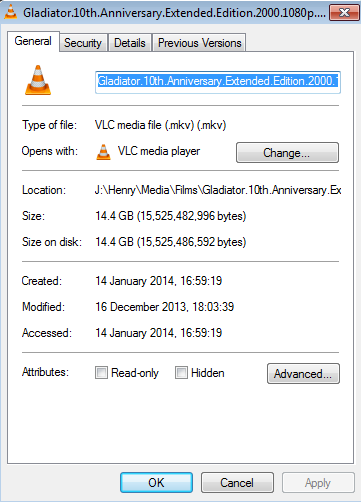 Gladiator.10th.Anniversary.Extended.Edition.2000.1080p....
General Security Details Previous Versions
Gladiator.10th.Anniversary.Extended.Edition.2000.1
Type of file: VLC media file (.mkv) (.mkv)
Opens with: VLC media player Change...
Location: J:\Henry\Media\Films\Gladiator.10th.Anniversary.Ex
Size: 14.4 GB (15,525,482,996 bytes)
Size on disk: 14.4 GB (15,525,486,592 bytes)
Created: 14 January 2014, 16:59:19
Modified: 16 December 2013, 18:03:39
Accessed: 14 January 2014, 16:59:19
Attributes: Read-only Hidden Advanced...
OK Cancel Apply